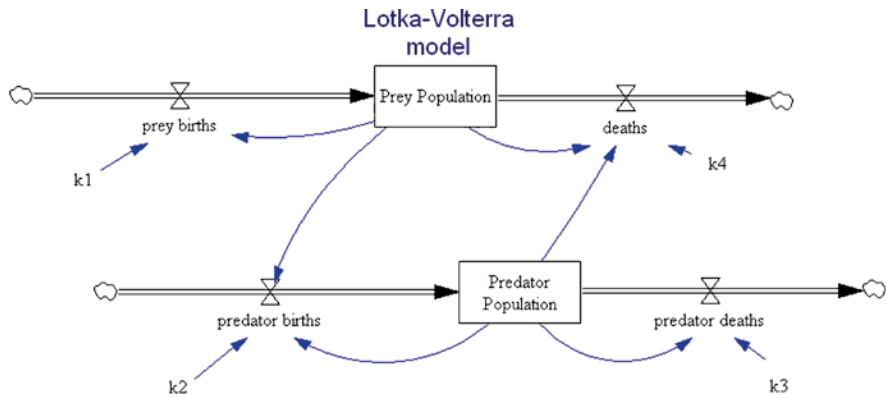 Lotka-Volterra
model
Prey Population
prey births
deaths
k1
k4
Predator
Population
predator births
predator deaths
k2
k3